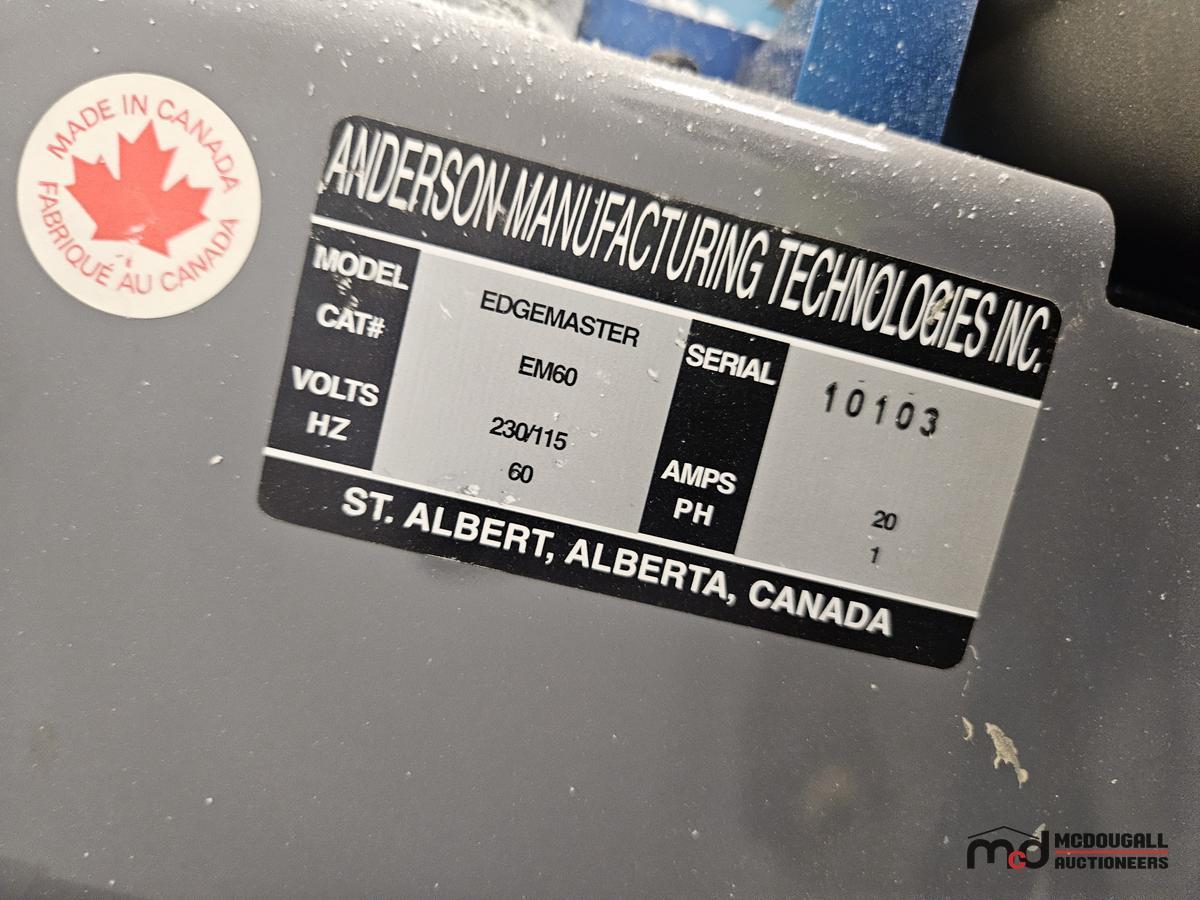 MADE IN CANADA
FABRIQUÉ AU CANADA
ANDERSON MANUFACTURING TECHNOLOGIES INC.
MODEL EDGEMASTER SERIAL 10103
CAT# EM60
VOLTS 230/115 AMPS 20
HZ 60 PH 1
ST. ALBERT, ALBERTA, CANADA
mcd MCDOUGALL
AUCTIONEERS